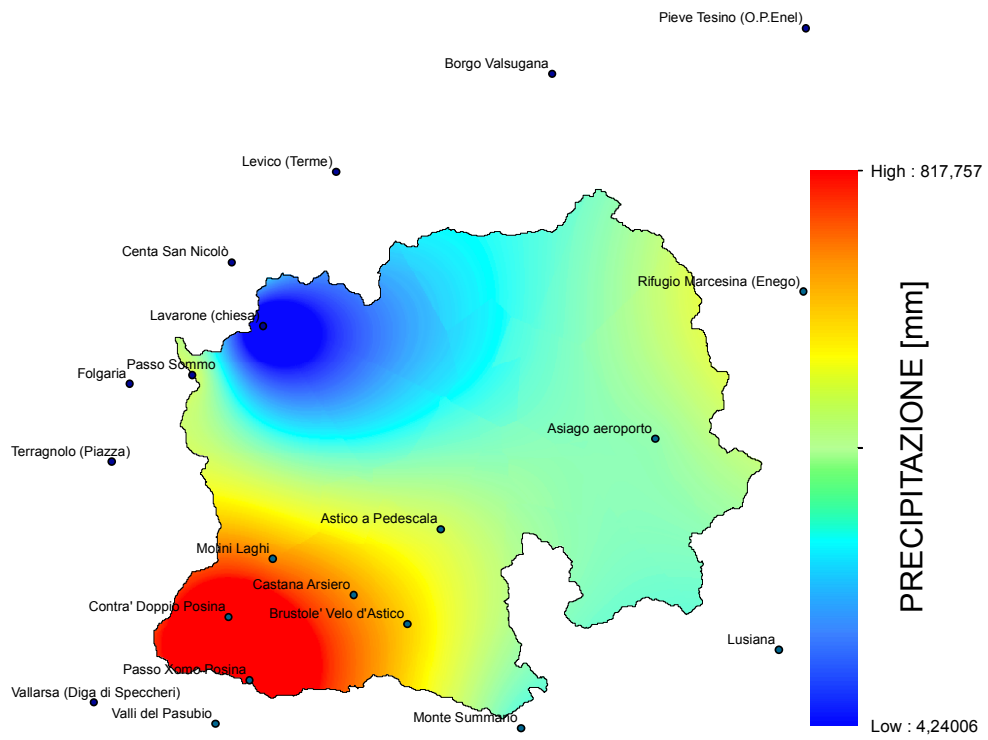 Pieve Tesino (O.P.Enel)
Borgo Valsugana
Levico (Terme)
High : 817,757
Centa San Nicolò
Rifugio Marcesina (Enego)
Lavarone (chiesa)
Passo Sommo
Folgaria
PRECIPITAZIONE [mm]
Asiago aeroporto
Terragnolo (Piazza)
Astico a Pedescala
Molini Laghi
Castana Arsiero
Contra' Doppio Posina
Brustole' Velo d'Astico
Lusiana
Passo Xomo Posina
Vallarsa (Diga di Speccheri)
Valli del Pasubio
Monte Summano
Low : 4,24006